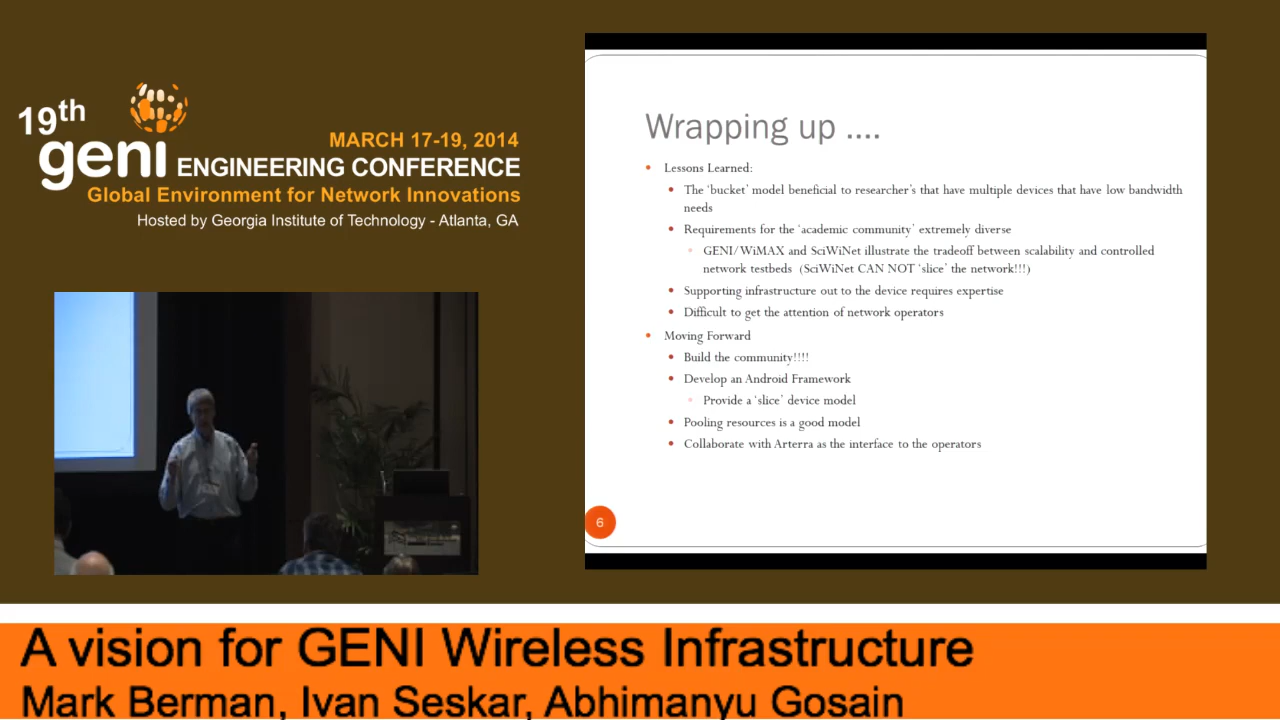 19th
geni ENGINEERING CONFERENCE
MARCH 17-19, 2014
Global Environment for Network Innovations
Hosted by Georgia Institute of Technology - Atlanta, GA
Wrapping up ....
Lessons Learned:
The ‘bucket’ model beneficial to researcher’s that have multiple devices that have low bandwidth
needs
Requirements for the ‘academic community’ extremely diverse
GENI/WiMAX and SciWiNet illustrate the tradeoff between scalability and controlled
network testbeds (SciWiNet CAN NOT ‘slice’ the network!!!)
Supporting infrastructure out to the device requires expertise
Difficult to get the attention of network operators
Moving Forward
Build the community!!!!
Develop an Android Framework
Provide a ‘slice’ device model
Pooling resources is a good model
Collaborate with Arterra as the interface to the operators
6
A vision for GENI Wireless Infrastructure
Mark Berman, Ivan Seskar, Abhimanyu Gosain